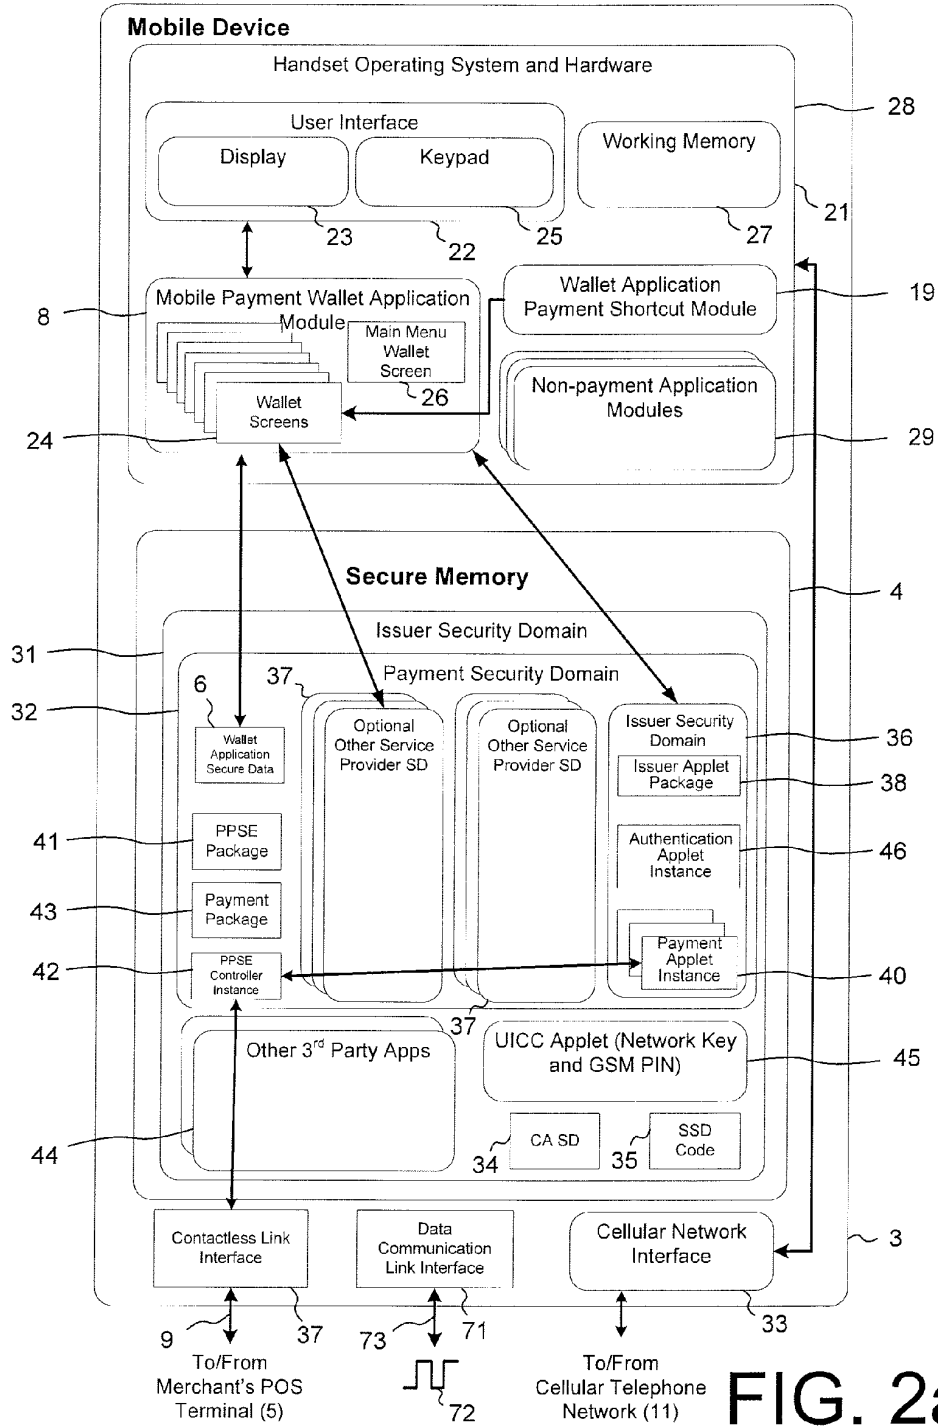 Mobile Device
Handset Operating System and Hardware
28
User Interface
Display
Keypad
Working Memory
23
22
25
27
21
8
Mobile Payment Wallet Application
Module
Main Menu
Wallet
Screen
26
Wallet
Screens
24
Wallet Application
Payment Shortcut Module
19
Non-payment Application
Modules
29
Secure Memory
4
Issuer Security Domain
31
Payment Security Domain
32
6
37
Wallet
Application
Secure Data
Optional
Other Service
Provider SD
Optional
Other Service
Provider SD
Issuer Security
Domain
36
Issuer Applet
Package
38
41
PPSE
Package
Authentication
Applet
Instance
46
43
Payment
Package
42
PPSE
Controller
Instance
Payment
Applet
Instance
40
37
Other 3rd Party Apps
44
UICC Applet (Network Key
and GSM PIN)
45
34
CA SD
35
SSD
Code
Contactless Link
Interface
Data
Communication
Link Interface
Cellular Network
Interface
3
9
37
73
71
33
To/From
Merchant's POS
Terminal (5)
72
To/From
Cellular Telephone
Network (11)
FIG. 2a